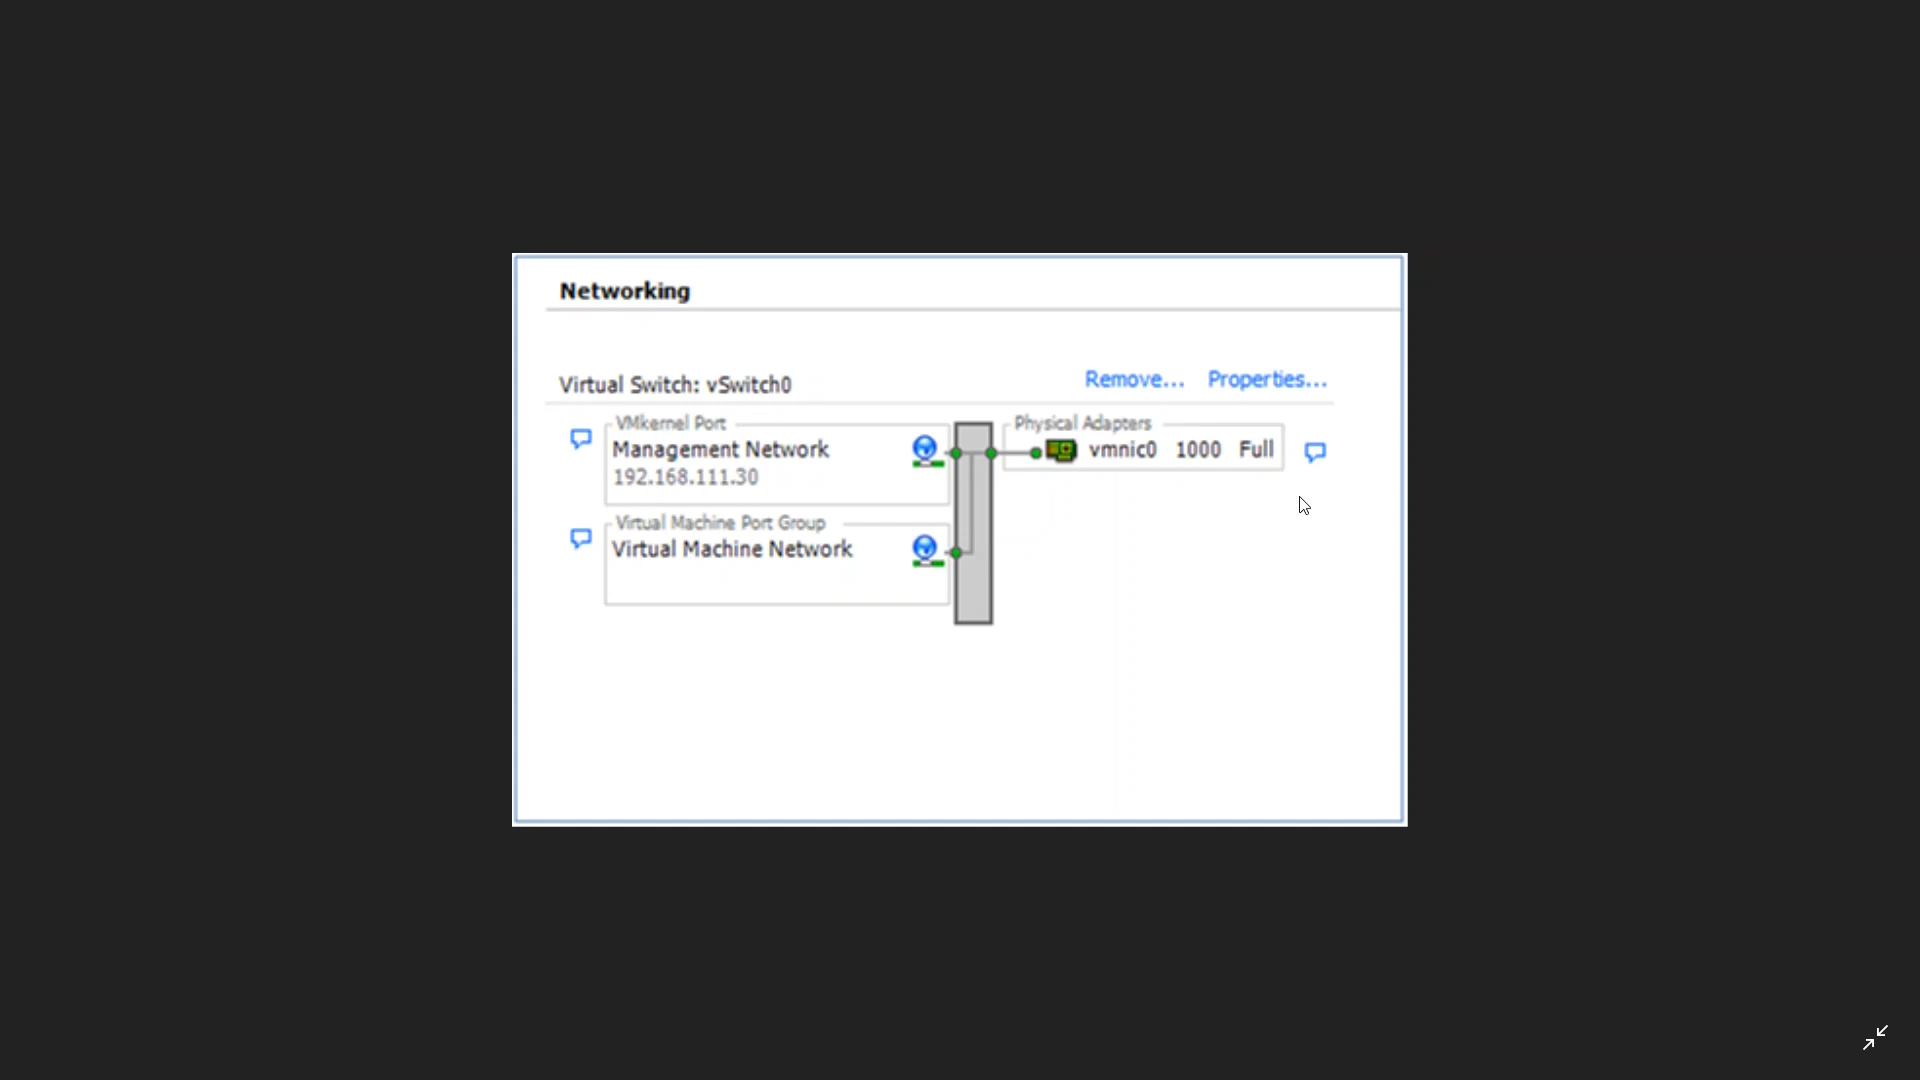 Networking
Virtual Switch: vSwitch0
Remove... Properties...
VMkernel Port
Management Network
192.168.111.30
Physical Adapters
vmnic0 1000 Full
Virtual Machine Port Group
Virtual Machine Network